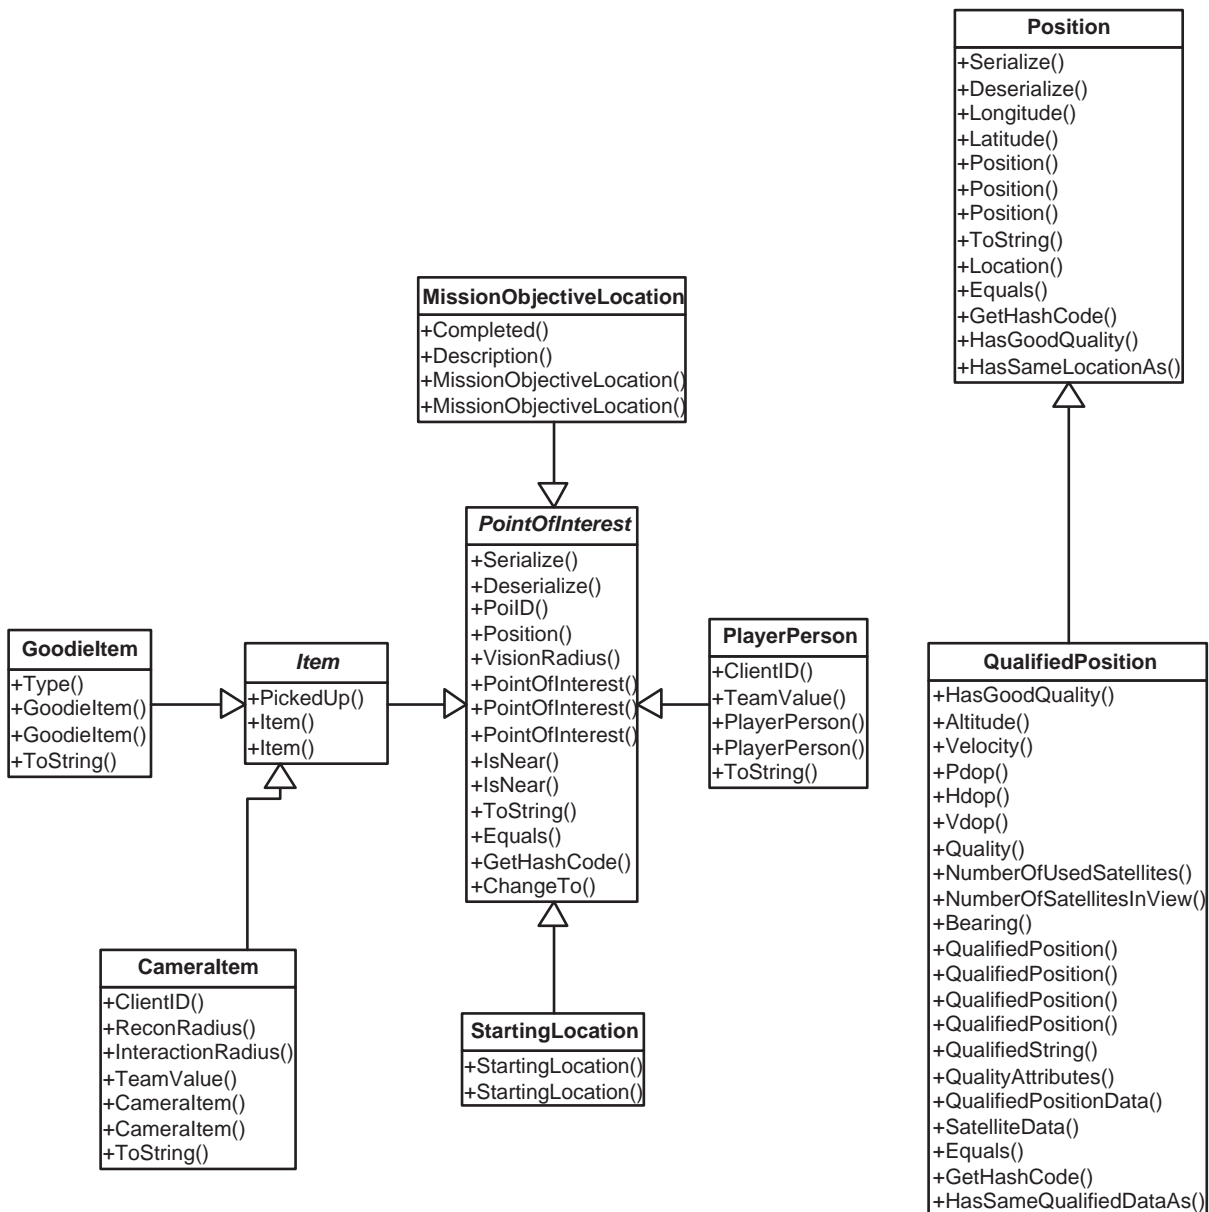 Position
+Serialize()
+Deserialize()
+Longitude()
+Latitude()
+Position()
+Position()
+Position()
+ToString()
+Location()
+Equals()
+GetHashCode()
+HasGoodQuality()
+HasSameLocationAs()
MissionObjectiveLocation
+Completed()
+Description()
+MissionObjectiveLocation()
+MissionObjectiveLocation()
PointOfInterest
+Serialize()
+Deserialize()
+PoiID()
+Position()
+VisionRadius()
+PointOfInterest()
+PointOfInterest()
+PointOfInterest()
+IsNear()
+IsNear()
+ToString()
+Equals()
+GetHashCode()
+ChangeTo()
GoodieItem
+Type()
+GoodieItem()
+GoodieItem()
+ToString()
Item
+PickedUp()
+Item()
+Item()
PlayerPerson
+ClientID()
+TeamValue()
+PlayerPerson()
+PlayerPerson()
+ToString()
QualifiedPosition
+HasGoodQuality()
+Altitude()
+Velocity()
+Pdop()
+Hdop()
+Vdop()
+Quality()
+NumberOfUsedSatellites()
+NumberOfSatellitesInView()
+Bearing()
+QualifiedPosition()
+QualifiedPosition()
+QualifiedPosition()
+QualifiedPosition()
+QualifiedString()
+QualityAttributes()
+QualifiedPositionData()
+SatelliteData()
+Equals()
+GetHashCode()
+HasSameQualifiedDataAs()
CameraItem
+ClientID()
+ReconRadius()
+InteractionRadius()
+TeamValue()
+CameraItem()
+CameraItem()
+ToString()
StartingLocation
+StartingLocation()
+StartingLocation()